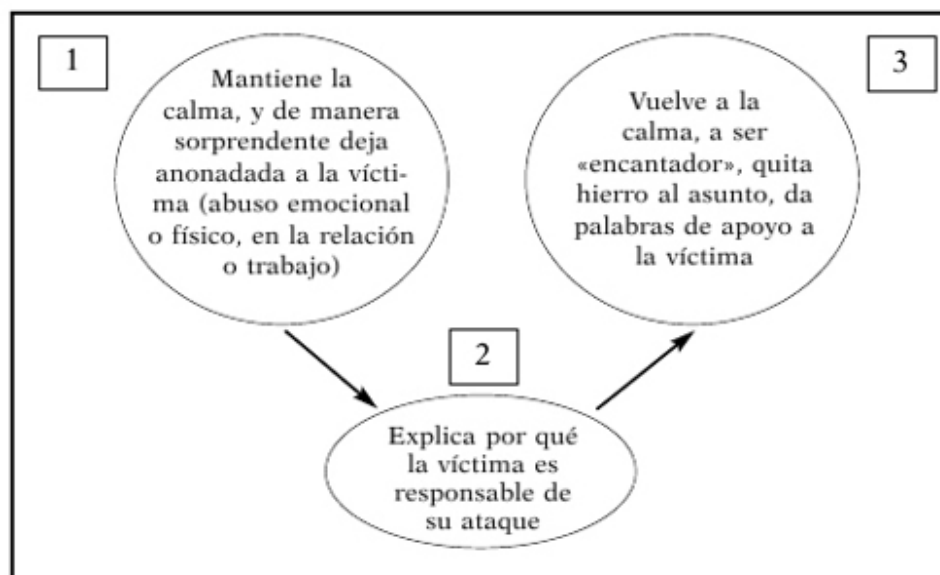 1
Mantiene la
calma, y de manera
sorprendente deja
anonadada a la vícti-
ma (abuso emocional
o físico, en la relación
o trabajo)
2
Explica por qué
la víctima es
responsable de
su ataque
3
Vuelve a la
calma, a ser
«encantador», quita
hierro al asunto, da
palabras de apoyo a
la víctima